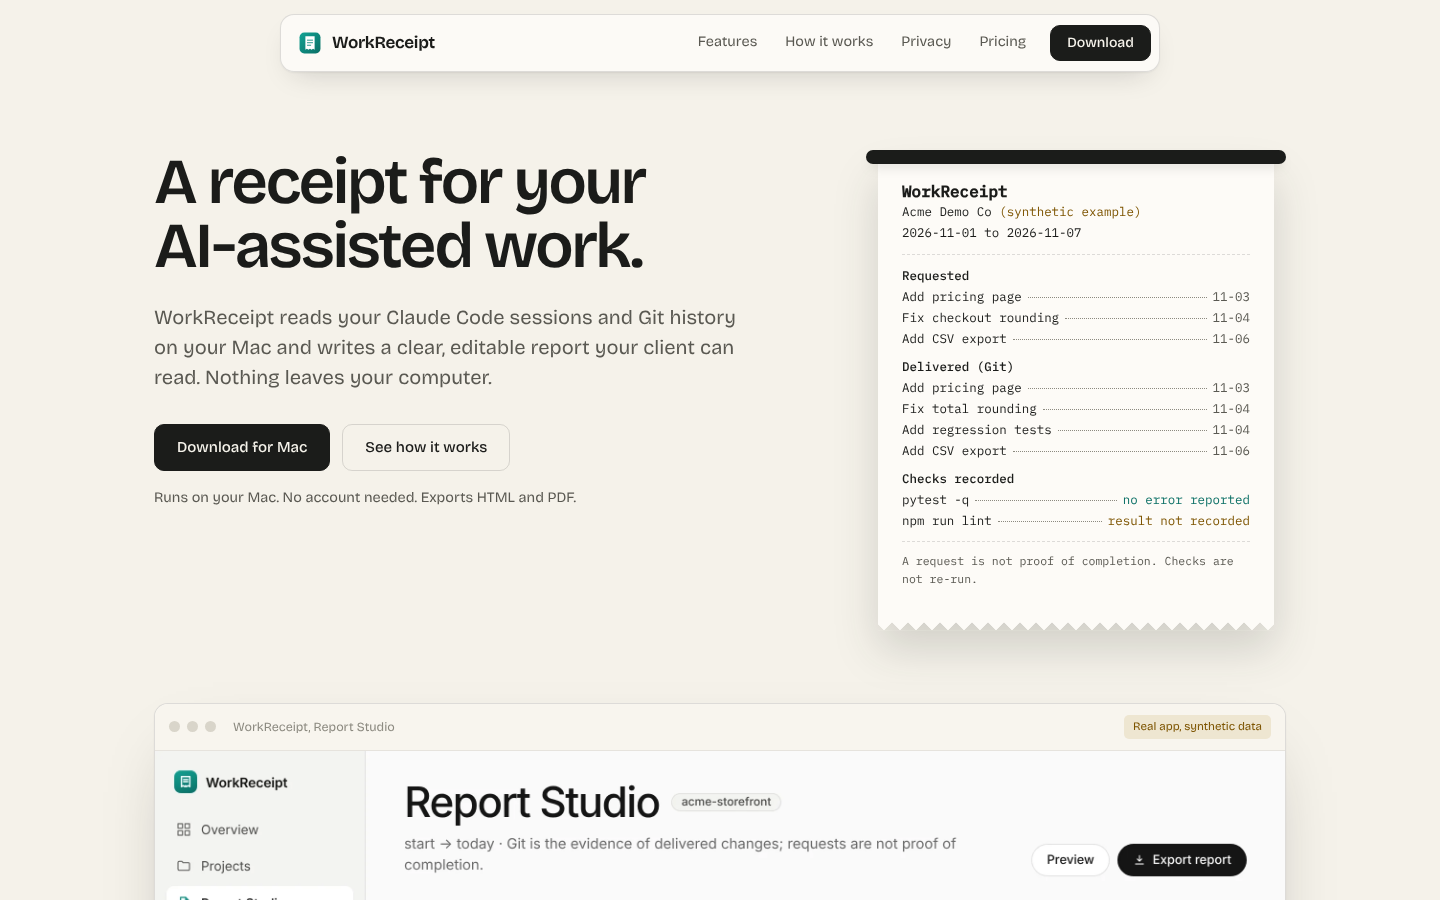 WorkReceipt
Features
How it works
Privacy
Pricing
Download
A receipt for your
AI-assisted work.
WorkReceipt reads your Claude Code sessions and Git history
on your Mac and writes a clear, editable report your client can
read. Nothing leaves your computer.
Download for Mac
See how it works
Runs on your Mac. No account needed. Exports HTML and PDF.
WorkReceipt
Acme Demo Co (synthetic example)
2026-11-01 to 2026-11-07
Requested
Add pricing page 11-03
Fix checkout rounding 11-04
Add CSV export 11-06
Delivered (Git)
Add pricing page 11-03
Fix total rounding 11-04
Add regression tests 11-04
Add CSV export 11-06
Checks recorded
pytest -q no error reported
npm run lint result not recorded
A request is not proof of completion. Checks are
not re-run.
WorkReceipt, Report Studio
Real app, synthetic data
WorkReceipt
Overview
Projects
Report Studio acme-storefront
start → today · Git is the evidence of delivered changes; requests are not proof of
completion.
Preview
Export report